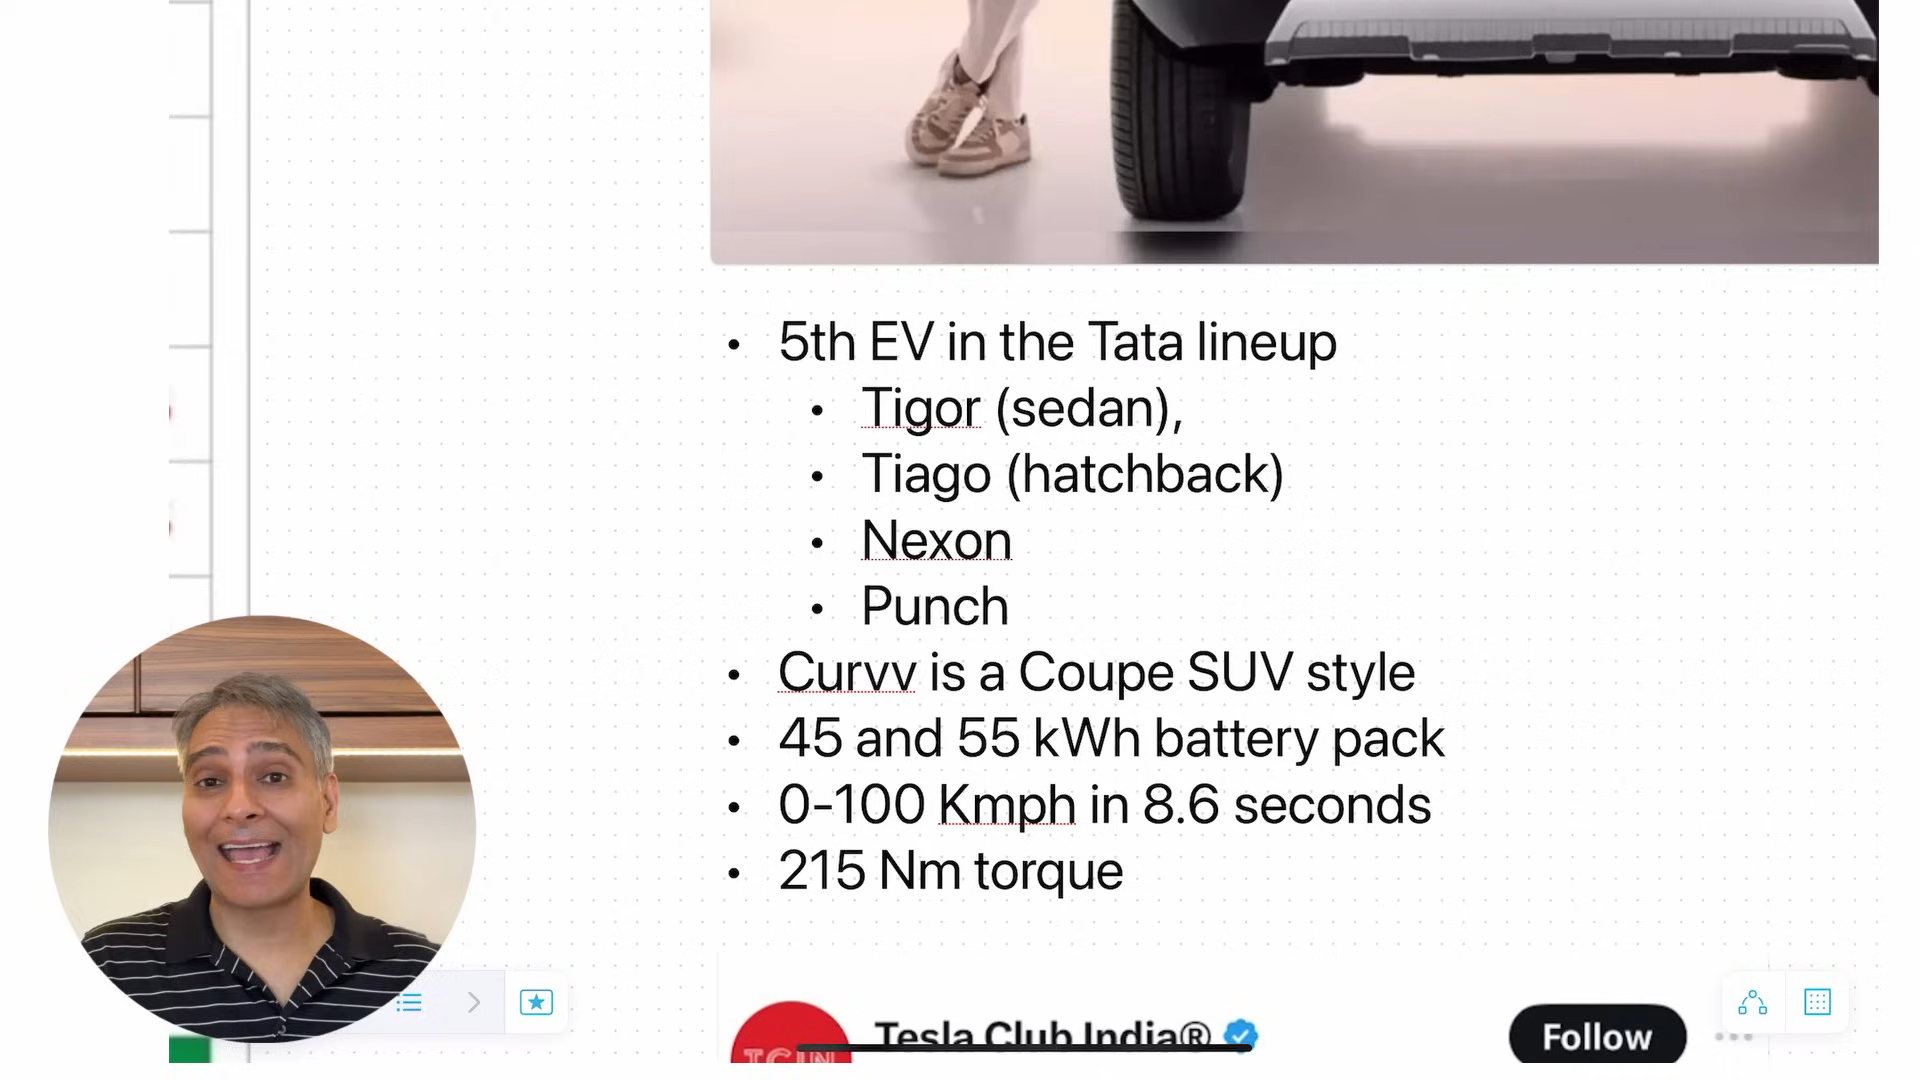 5th EV in the Tata lineup
Tigor (sedan),
Tiago (hatchback)
Nexon
Punch
Curvv is a Coupe SUV style
45 and 55 kWh battery pack
0-100 Kmph in 8.6 seconds
215 Nm torque
Tesla Club India®
Follow
TCIN